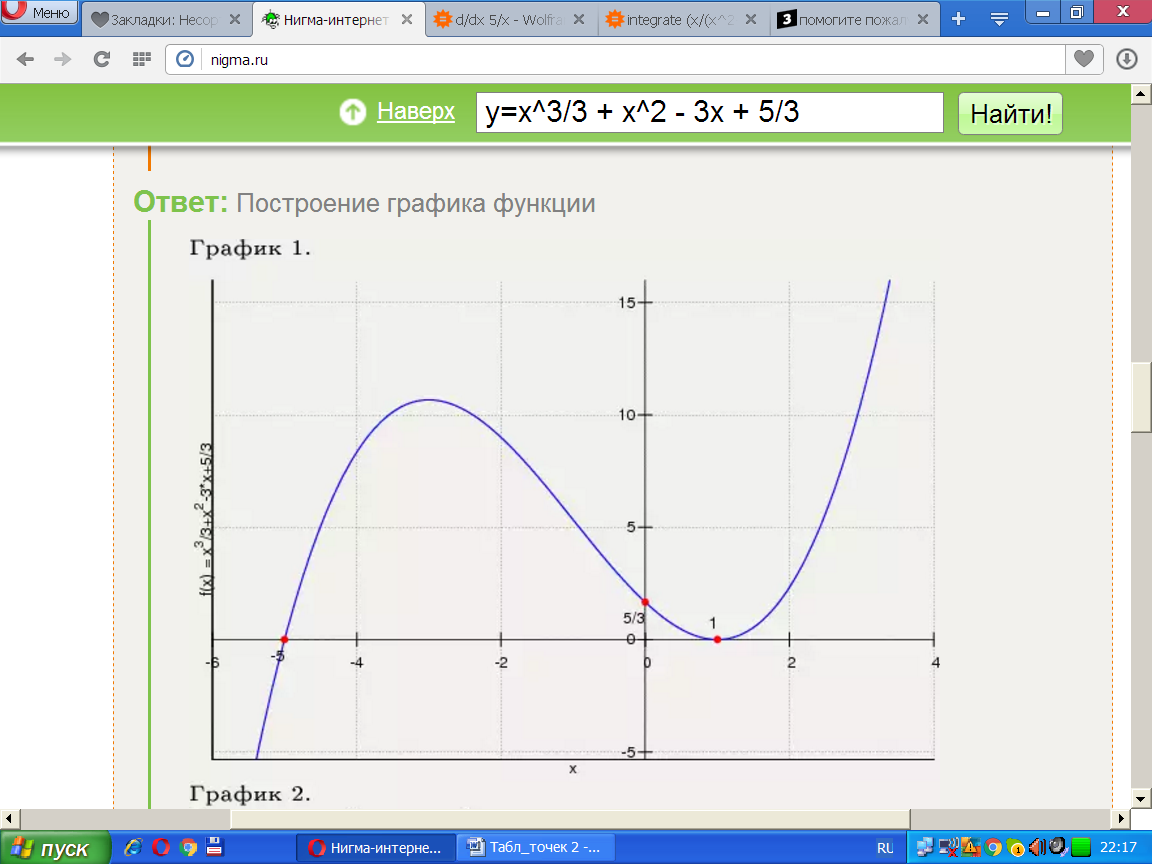 Меню
Закладки: Несор
Нигма-интернет
d/dx 5/x - Wolfra
integrate (x/(x^2
3 помогите пожал
nigma.ru
Наверх
y=x^3/3 + x^2 - 3x + 5/3
Найти!
Ответ: Построение графика функции
График 1.
15
10
5
0
-5
5/3
1
-5
-6
-4
-2
0
2
4
x
f(x) = x^3/3+x^2-3*x+5/3
График 2.
пуск
Нигма-интерне...
Табл_точек 2 -...
RU
22:17